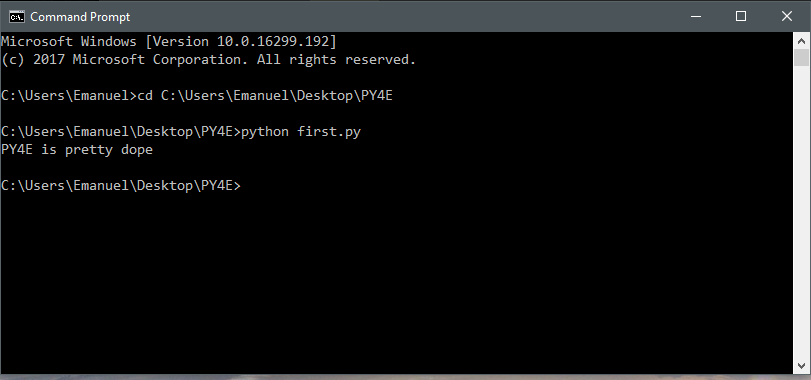 Command Prompt
Microsoft Windows [Version 10.0.16299.192]
(c) 2017 Microsoft Corporation. All rights reserved.
C:\Users\Emanuel>cd C:\Users\Emanuel\Desktop\PY4E
C:\Users\Emanuel\Desktop\PY4E>python first.py
PY4E is pretty dope
C:\Users\Emanuel\Desktop\PY4E>